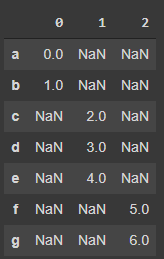 0 1 2
a 0.0 NaN NaN
b 1.0 NaN NaN
c NaN 2.0 NaN
d NaN 3.0 NaN
e NaN 4.0 NaN
f NaN NaN 5.0
g NaN NaN 6.0